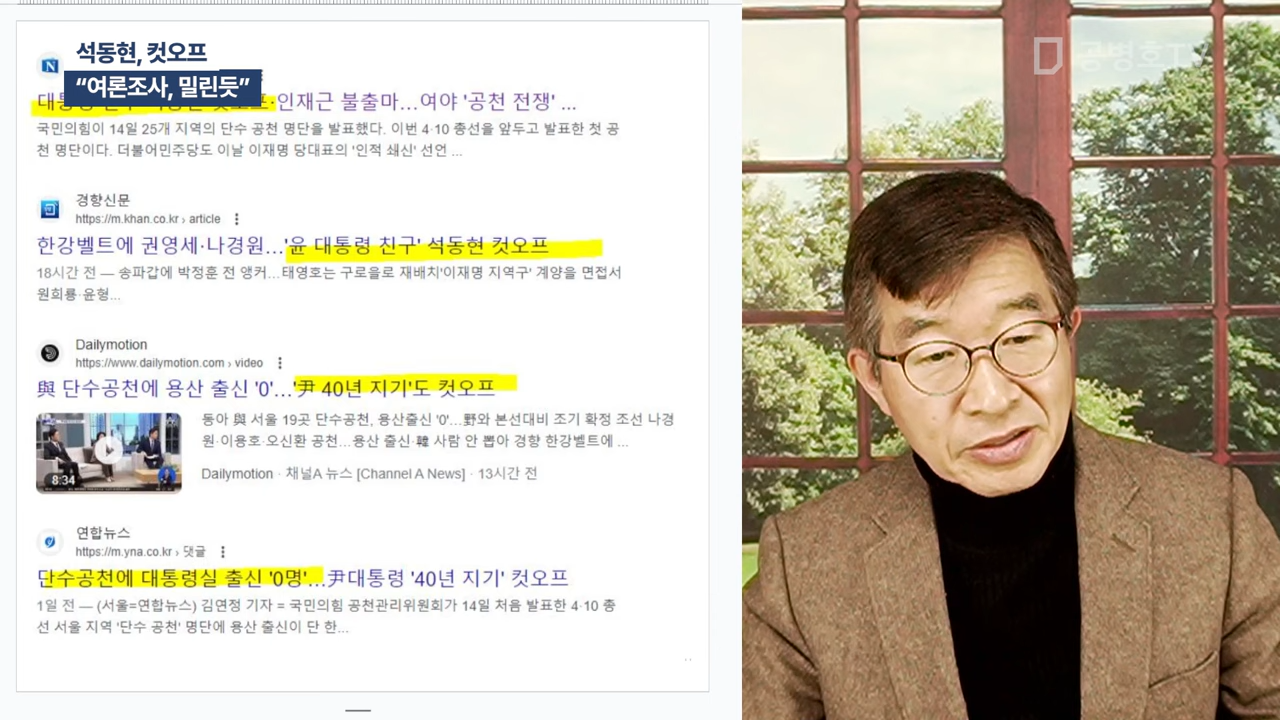 석동현, 컷오프
“여론조사, 밀린듯”
인재근 불출마...여야 '공천 전쟁' ...
국민의힘이 14일 25개 지역의 단수 공천 명단을 발표했다. 이번 4·10 총선을 앞두고 발표한 첫 공
천 명단이다. 더불어민주당도 이날 이재명 당대표의 '인적 쇄신' 선언 ...
경향신문
https://m.khan.co.kr › article
한강벨트에 권영세·나경원...'윤 대통령 친구' 석동현 컷오프
18시간 전 — 송파갑에 박정훈 전 앵커...태영호는 구로을로 재배치'이재명 지역구' 계양을 면접서
원희룡·윤형...
Dailymotion
https://www.dailymotion.com › video
與 단수공천에 용산 출신 '0'...'尹 40년 지기'도 컷오프
동아 與 서울 19곳 단수공천, 용산출신 '0'...野와 본선대비 조기 확정 조선 나경
원·이용호·오신환 공천...용산 출신·韓 사람 안 뽑아 경향 한강벨트에 ...
8:34
Dailymotion · 채널A 뉴스 [Channel A News] · 13시간 전
연합뉴스
https://m.yna.co.kr › 댓글
단수공천에 대통령실 출신 '0명'...尹대통령 '40년 지기' 컷오프
1일 전 — (서울=연합뉴스) 김연정 기자 = 국민의힘 공천관리위원회가 14일 처음 발표한 4·10 총
선 서울 지역 '단수 공천' 명단에 용산 출신이 단 한...
공병호TV